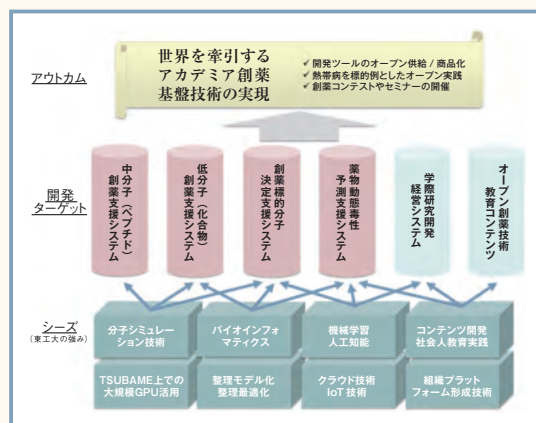 アウトカム
世界を牽引する
アカデミア創薬
基盤技術の実現
✓開発ツールのオープン供給 / 商品化
✓熱帯病を標的例としたオープン実践
✓創薬コンテストやセミナーの開催
開発
ターゲット
中分子（ペプチド）
創薬支援システム
低分子（化合物）
創薬支援システム
創薬標的分子
決定支援システム
薬物動態毒性
予測支援システム
学際研究開発
経営システム
オープン創薬技術
教育コンテンツ
シーズ
（東工大の強み）
分子シミュレー
ション技術
バイオインフォ
マティクス
機械学習
人工知能
コンテンツ開発
社会人教育実践
TSUBAME上での
大規模GPU活用
整理モデル化
整理最適化
クラウド技術
IoT 技術
組織プラット
フォーム形成技術